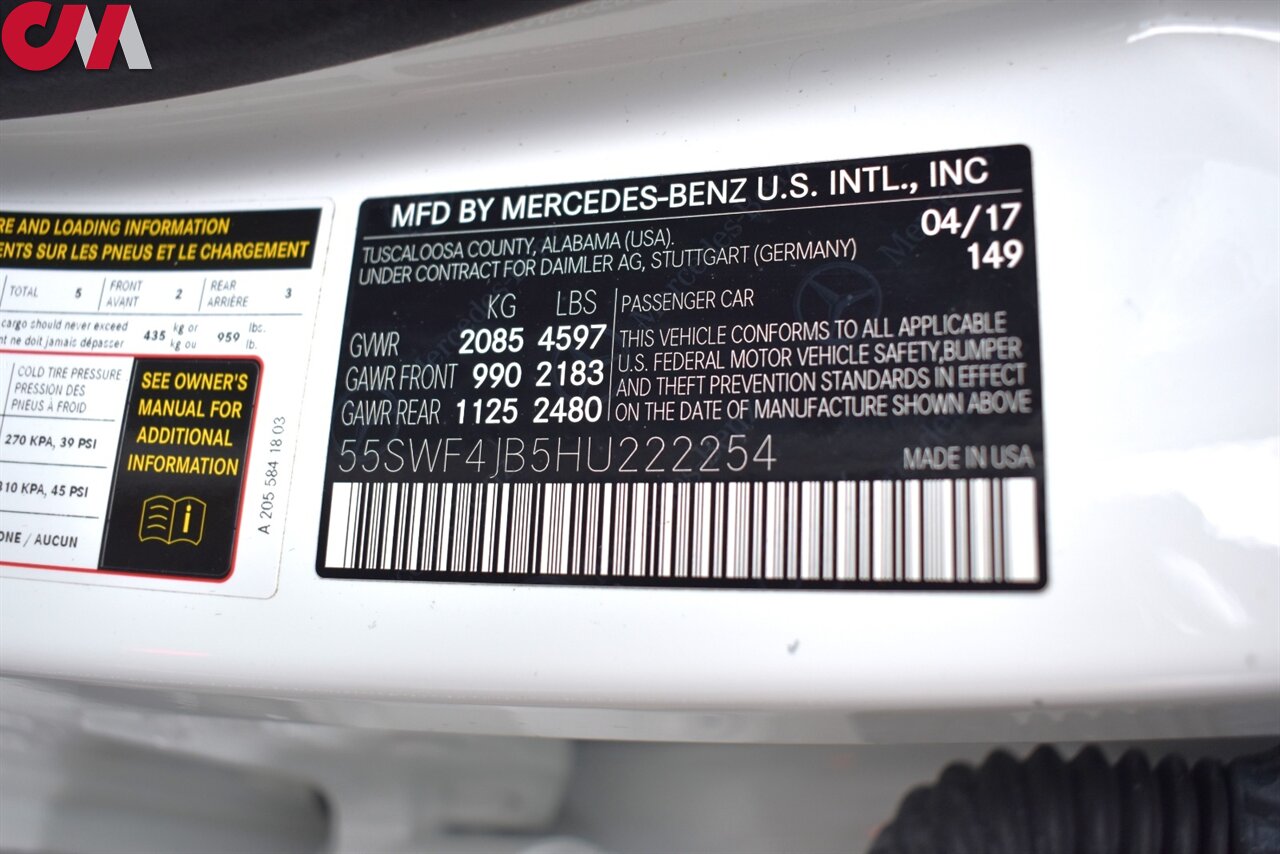 CM
RE AND LOADING INFORMATION
ENTS SUR LES PNEUS ET LE CHARGEMENT
TOTAL 5 FRONT AVANT 2 REAR ARRIÈRE 3
cargo should never exceed
nt ne doit jamais dépasser 435 kg or kg ou 959 lbs. lb.
COLD TIRE PRESSURE
PRESSION DES
PNEUS À FROID
270 KPA, 39 PSI
310 KPA, 45 PSI
ONE / AUCUN
SEE OWNER'S
MANUAL FOR
ADDITIONAL
INFORMATION
A 205 584 18 03
MFD BY MERCEDES-BENZ U.S. INTL., INC
TUSCALOOSA COUNTY, ALABAMA (USA). 04/17
UNDER CONTRACT FOR DAIMLER AG, STUTTGART (GERMANY) 149
KG LBS
GVWR 2085 4597
GAWR FRONT 990 2183
GAWR REAR 1125 2480
PASSENGER CAR
THIS VEHICLE CONFORMS TO ALL APPLICABLE
U.S. FEDERAL MOTOR VEHICLE SAFETY,BUMPER
AND THEFT PREVENTION STANDARDS IN EFFECT
ON THE DATE OF MANUFACTURE SHOWN ABOVE
55SWF4JB5HU222254 MADE IN USA